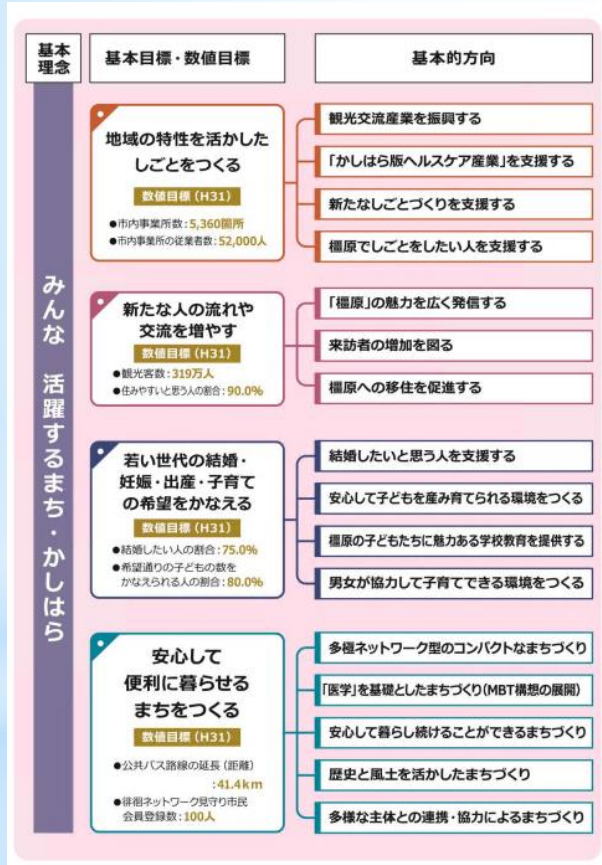 基本
理念
基本目標・数値目標
基本的方向
みんな 活躍するまち・かしはら
地域の特性を活かした
しごとをつくる
数値目標(H31)
●市内事業所数:5,360箇所
●市内事業所の従業者数:52,000人
観光交流産業を振興する
「かしはら版ヘルスケア産業」を支援する
新たなしごとづくりを支援する
橿原でしごとをしたい人を支援する
新たな人の流れや
交流を増やす
数値目標(H31)
●観光客数:319万人
●住みやすいと思う人の割合:90.0%
「橿原」の魅力を広く発信する
来訪者の増加を図る
橿原への移住を促進する
若い世代の結婚・
妊娠・出産・子育て
の希望をかなえる
数値目標(H31)
●結婚したい人の割合:75.0%
●希望通りの子どもの数を
かなえられる人の割合:80.0%
結婚したいと思う人を支援する
安心して子どもを産み育てられる環境をつくる
橿原の子どもたちに魅力ある学校教育を提供する
男女が協力して子育てできる環境をつくる
安心して
便利に暮らせる
まちをつくる
数値目標(H31)
●公共バス路線の延長(距離)
:41.4km
●徘徊ネットワーク見守り市民
会員登録数:100人
多極ネットワーク型のコンパクトなまちづくり
「医学」を基礎としたまちづくり(MBT構想の展開)
安心して暮らし続けることができるまちづくり
歴史と風土を活かしたまちづくり
多様な主体との連携・協力によるまちづくり